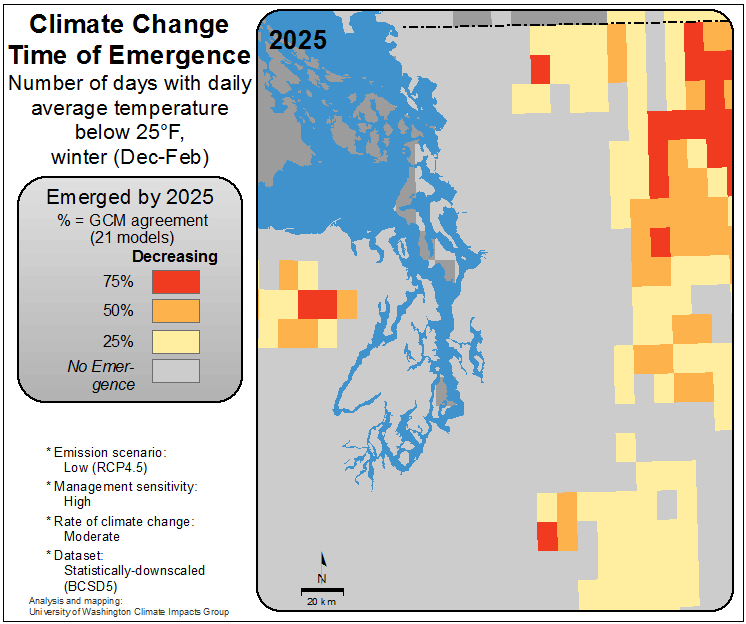 Climate Change
Time of Emergence
Number of days with daily
average temperature
below 25°F,
winter (Dec-Feb)
Emerged by 2025
% = GCM agreement
(21 models)
Decreasing
75%
50%
25%
No Emer-
gence
* Emission scenario:
Low (RCP4.5)
* Management sensitivity:
High
* Rate of climate change:
Moderate
* Dataset:
Statistically-downscaled
(BCSD5)
Analysis and mapping:
University of Washington Climate Impacts Group
2025
N
20 km